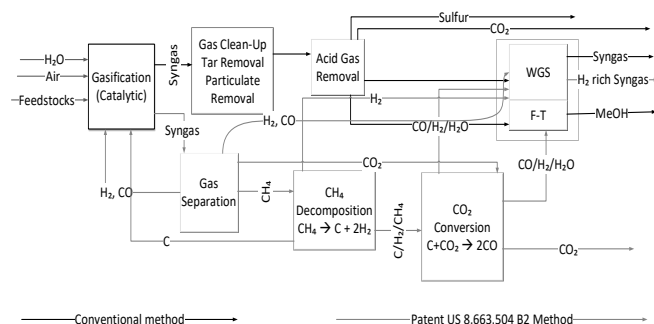 Sulfur
CO₂
H₂O
Air
Feedstocks
Gasification
(Catalytic)
Syngas
Gas Clean-Up
Tar Removal
Particulate
Removal
Acid Gas
Removal
WGS
F-T
Syngas
H₂ rich Syngas
MeOH
H₂
H₂, CO
CO/H₂/H₂O
Syngas
CO/H₂/H₂O
H₂, CO
Gas
Separation
CO₂
CH₄
CH₄
Decomposition
CH₄ → C + 2H₂
C/H₂/CH₄
CO₂
Conversion
C+CO₂ → 2CO
CO₂
C
Conventional method
Patent US 8.663.504 B2 Method